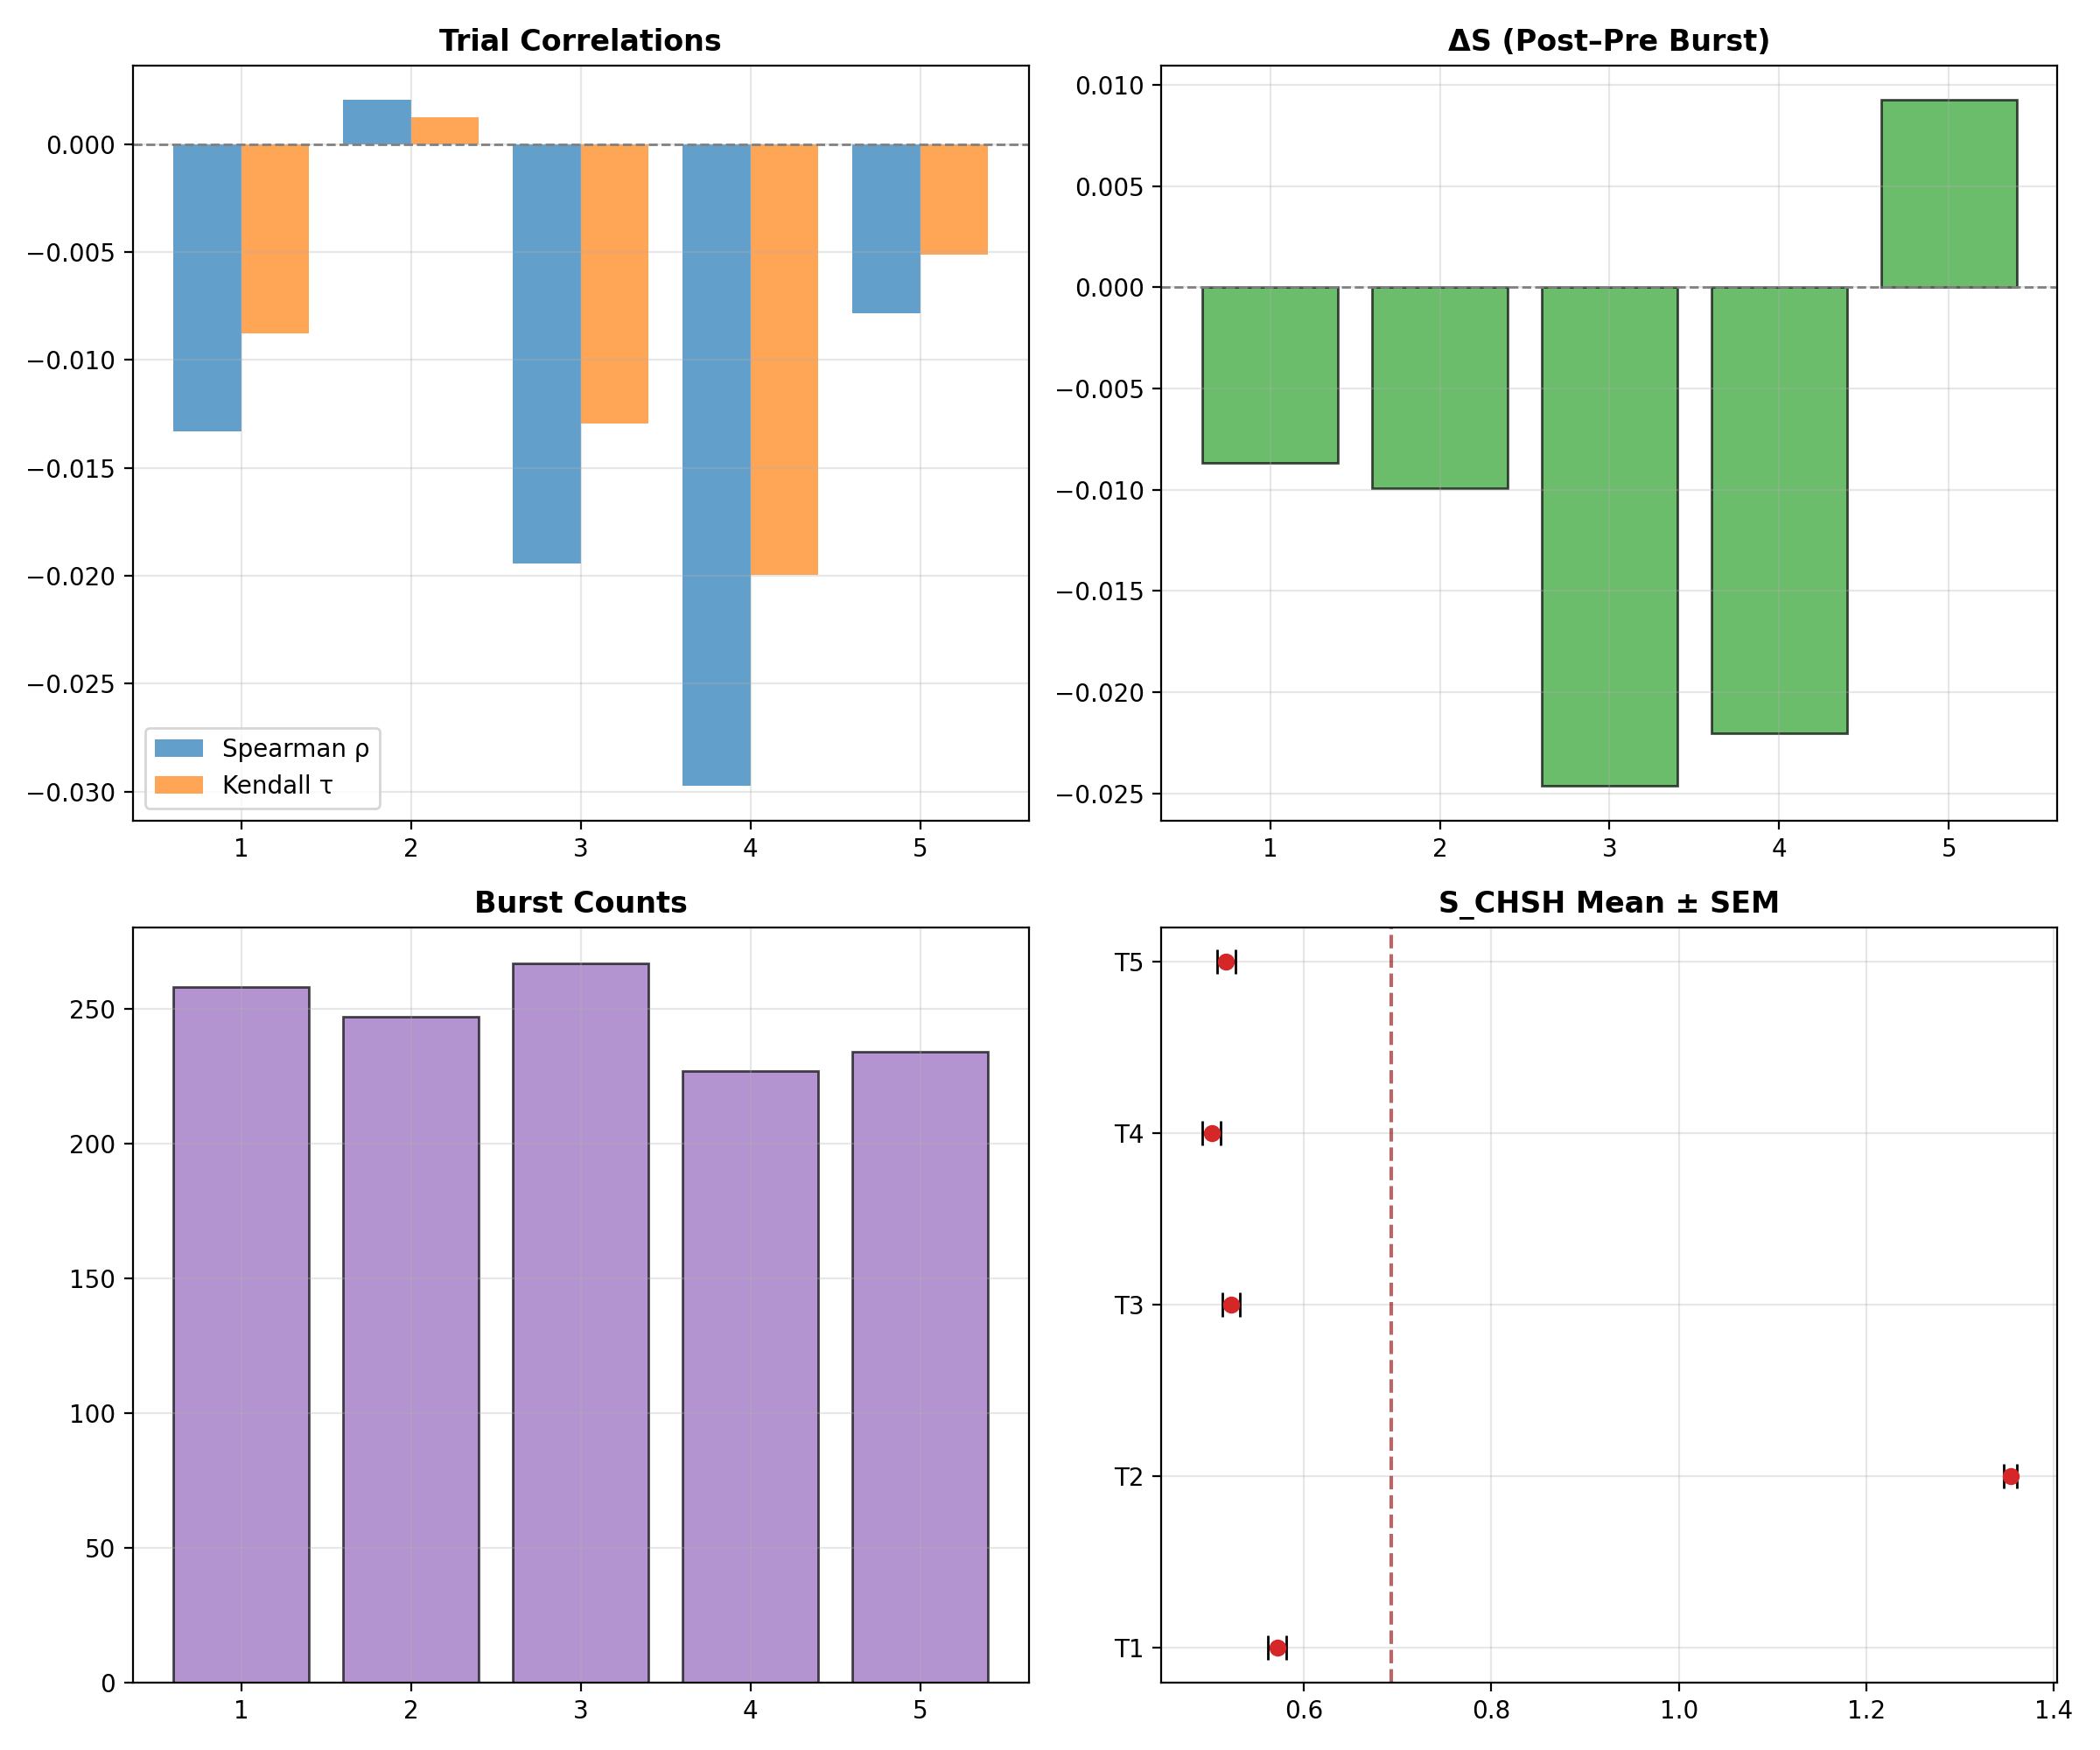 Trial Correlations
0.000
−0.005
−0.010
−0.015
−0.020
−0.025
−0.030
Spearman ρ
Kendall τ
1 2 3 4 5
ΔS (Post–Pre Burst)
0.010
0.005
0.000
−0.005
−0.010
−0.015
−0.020
−0.025
1 2 3 4 5
Burst Counts
250
200
150
100
50
0
1 2 3 4 5
S_CHSH Mean ± SEM
T5
T4
T3
T2
T1
0.6 0.8 1.0 1.2 1.4